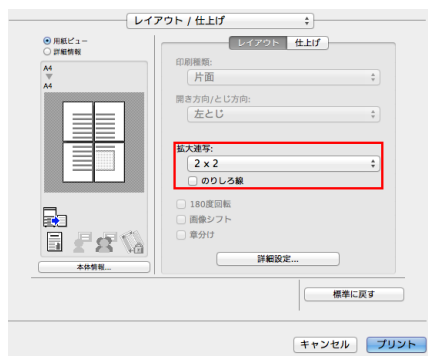 レイアウト / 仕上げ
用紙ビュー
詳細情報
A4
A4
本体情報...
レイアウト 仕上げ
印刷種類:
片面
開き方向/とじ方向:
左とじ
拡大連写:
2 x 2
のりしろ線
180度回転
画像シフト
章分け
詳細設定...
標準に戻す
キャンセル プリント